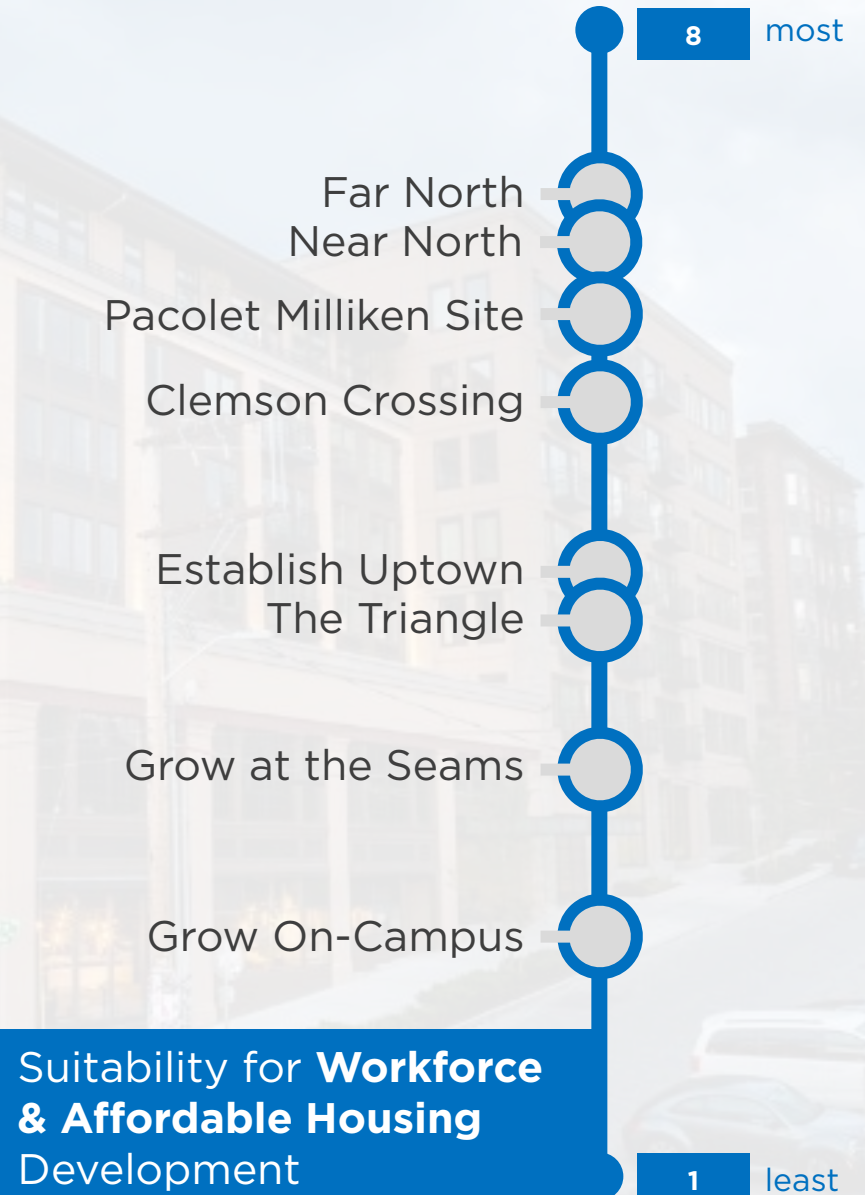 8 most
Far North
Near North
Pacolet Milliken Site
Clemson Crossing
Establish Uptown
The Triangle
Grow at the Seams
Grow On-Campus
Suitability for Workforce
& Affordable Housing
Development
1 least